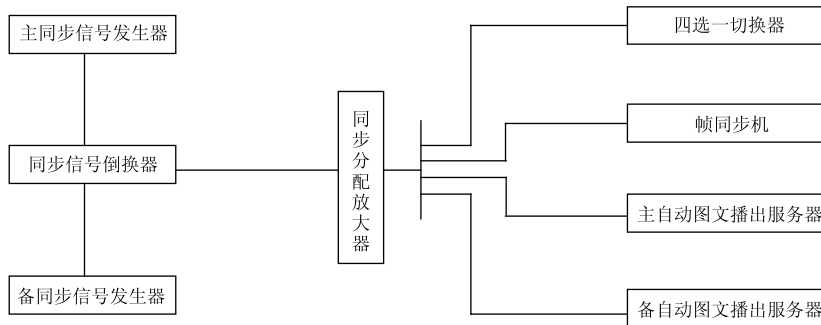 主同步信号发生器
同步信号倒换器
备同步信号发生器
同步分配放大器
四选一切换器
帧同步机
主自动图文播出服务器
备自动图文播出服务器